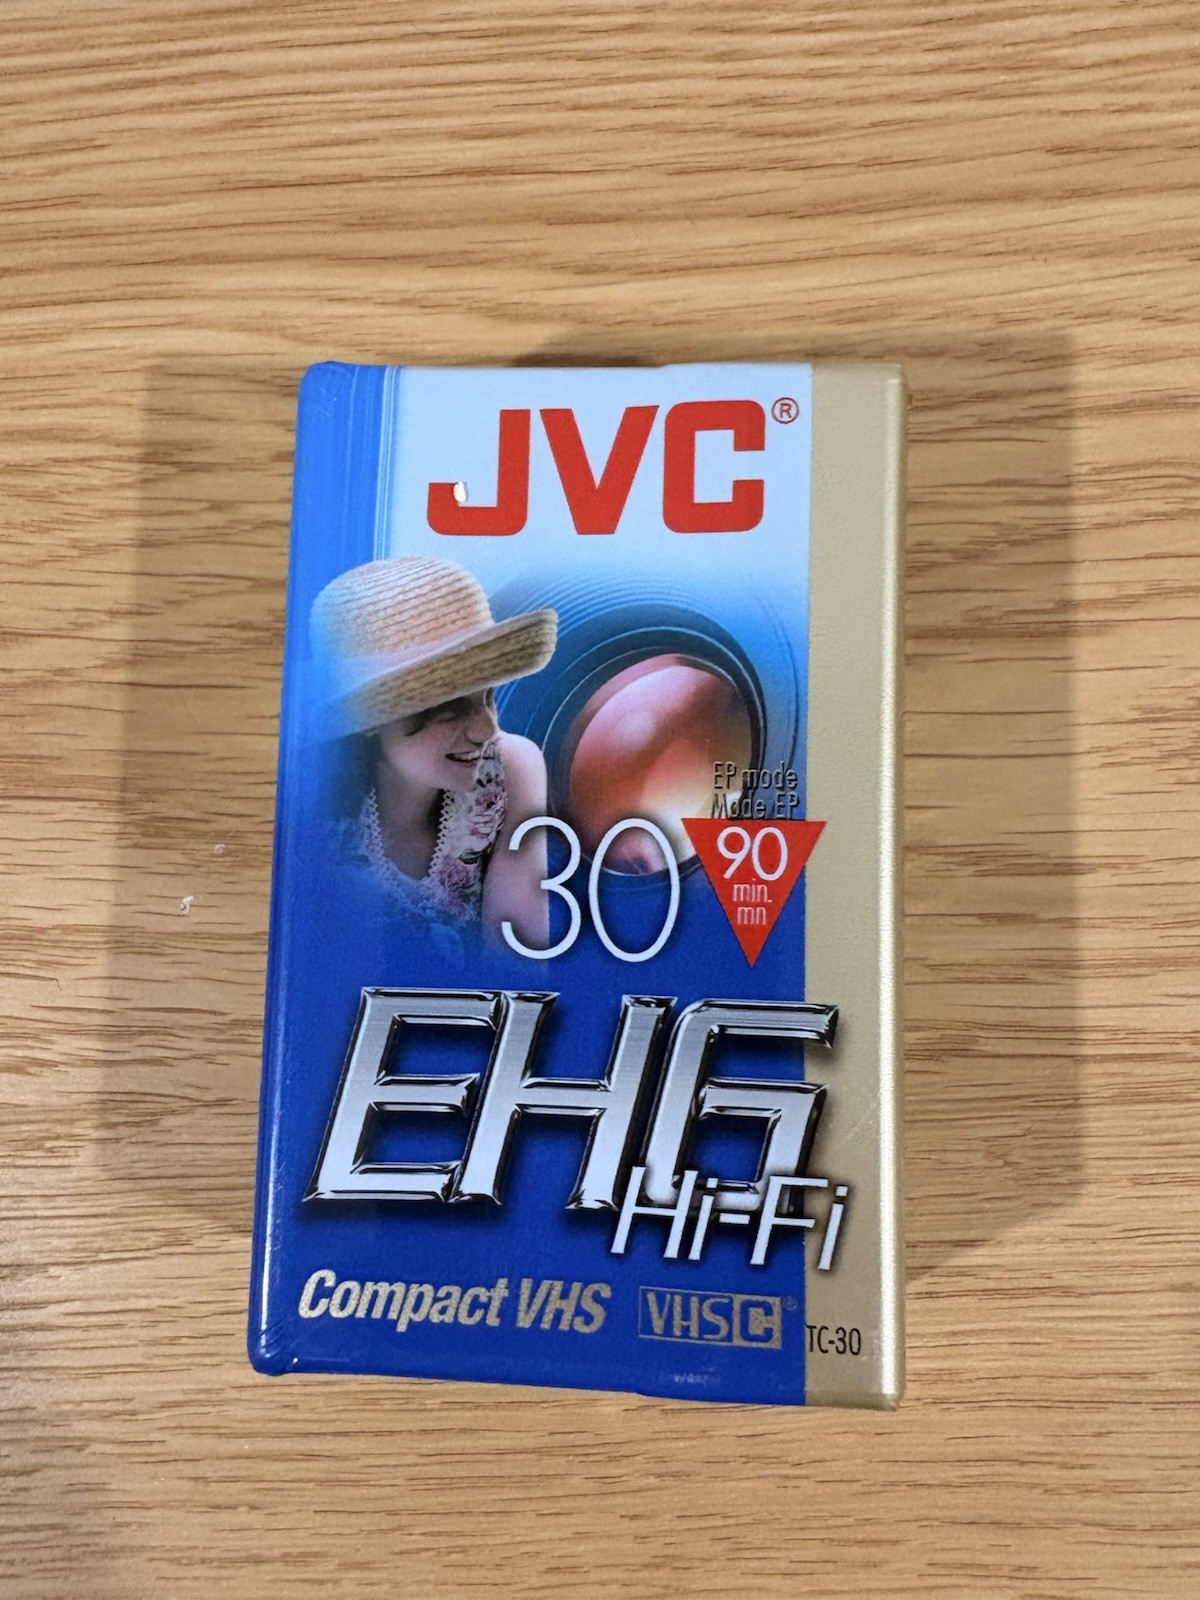 JVC®
EP mode
Mode EP
30
90
min.
mn
EHG
Hi-Fi
Compact VHS
VHS C®
TC-30